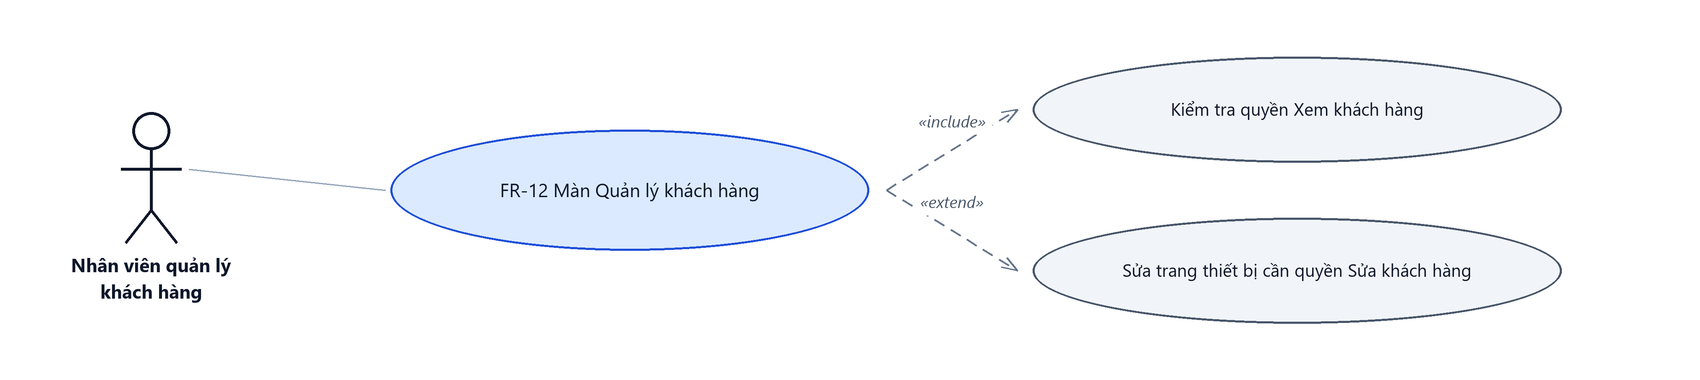 Nhân viên quản lý
khách hàng
FR-12 Màn Quản lý khách hàng
«include»
«extend»
Kiểm tra quyền Xem khách hàng
Sửa trang thiết bị cần quyền Sửa khách hàng